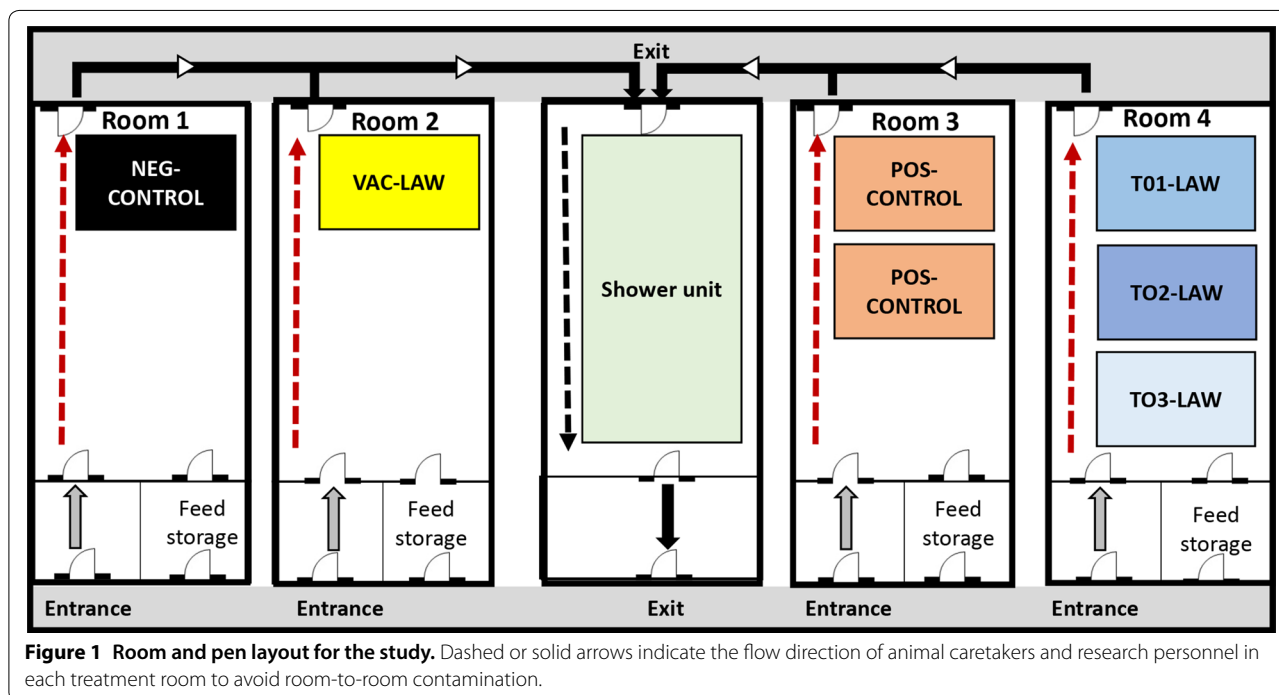 Exit
Room 1
Room 2
Room 3
Room 4
NEG-
CONTROL
VAC-LAW
Shower unit
POS-
CONTROL
POS-
CONTROL
T01-LAW
TO2-LAW
TO3-LAW
Feed
storage
Feed
storage
Feed
storage
Feed
storage
Entrance
Entrance
Exit
Entrance
Entrance
Figure 1 Room and pen layout for the study. Dashed or solid arrows indicate the flow direction of animal caretakers and research personnel in
each treatment room to avoid room-to-room contamination.